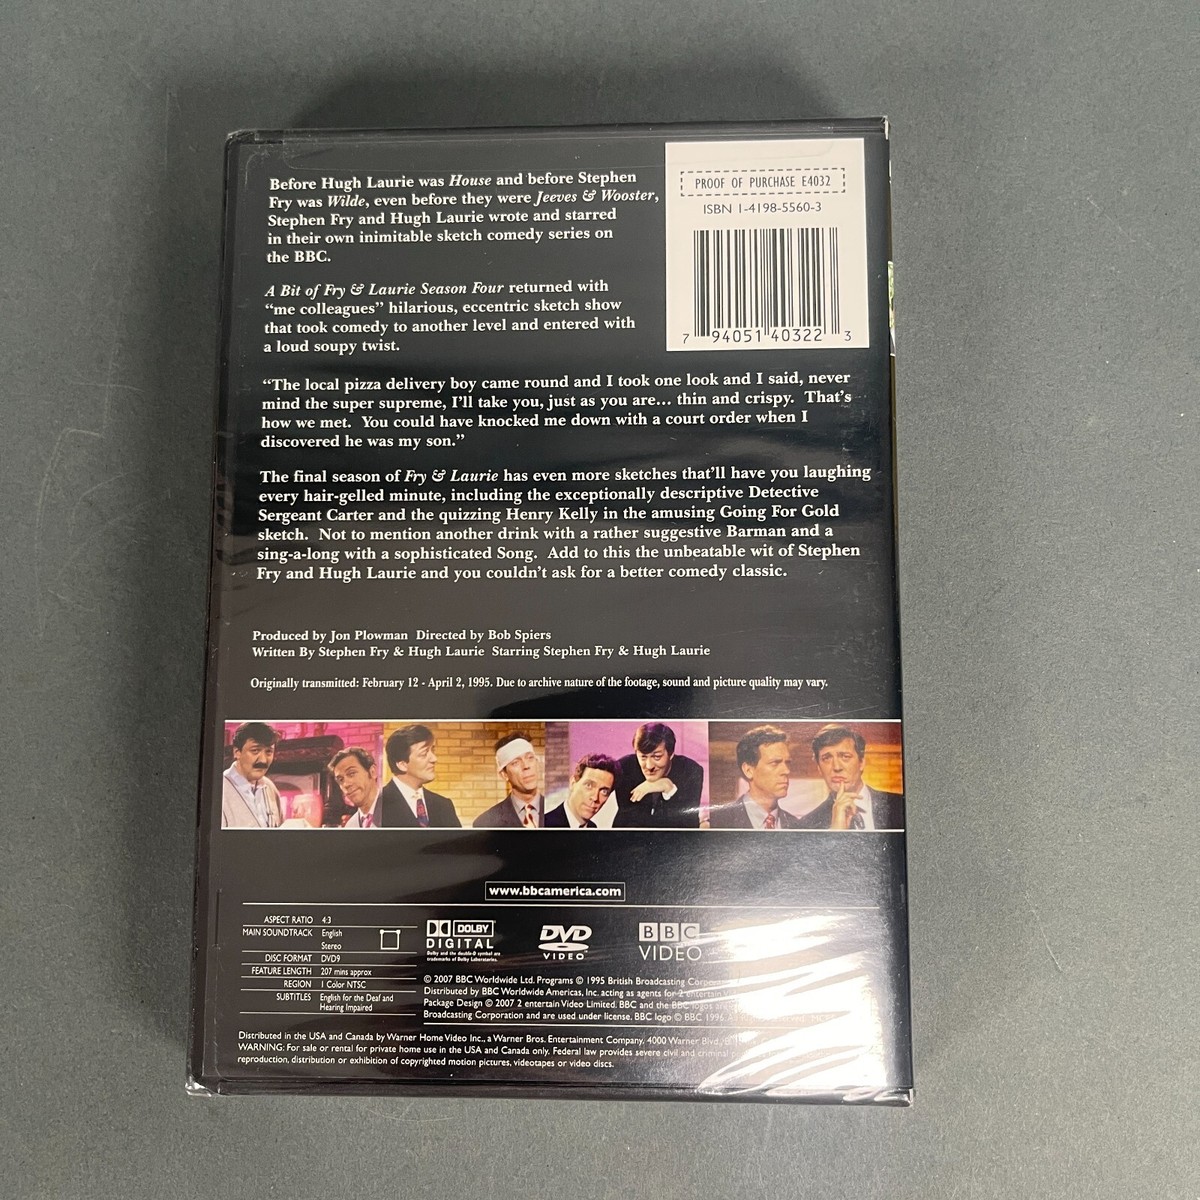 Before Hugh Laurie was House and before Stephen
Fry was Wilde, even before they were Jeeves & Wooster,
Stephen Fry and Hugh Laurie wrote and starred
in their own inimitable sketch comedy series on
the BBC.
A Bit of Fry & Laurie Season Four returned with
“me colleagues” hilarious, eccentric sketch show
that took comedy to another level and entered with
a loud soupy twist.
PROOF OF PURCHASE E4032
ISBN 1-4198-5560-3
7 94051 40322 3
“The local pizza delivery boy came round and I took one look and I said, never
mind the super supreme, I’ll take you, just as you are... thin and crispy. That’s
how we met. You could have knocked me down with a court order when I
discovered he was my son.”
The final season of Fry & Laurie has even more sketches that’ll have you laughing
every hair-gelled minute, including the exceptionally descriptive Detective
Sergeant Carter and the quizzing Henry Kelly in the amusing Going For Gold
sketch. Not to mention another drink with a rather suggestive Barman and a
sing-a-long with a sophisticated Song. Add to this the unbeatable wit of Stephen
Fry and Hugh Laurie and you couldn’t ask for a better comedy classic.
Produced by Jon Plowman Directed by Bob Spiers
Written By Stephen Fry & Hugh Laurie Starring Stephen Fry & Hugh Laurie
Originally transmitted: February 12 - April 2, 1995. Due to archive nature of the footage, sound and picture quality may vary.
www.bbcamerica.com
ASPECT RATIO 4:3
MAIN SOUNDTRACK English
Stereo
DISC FORMAT DVD9
FEATURE LENGTH 207 mins approx
REGION 1 Color NTSC
SUBTITLES English for the Deaf and
Hearing Impaired
DOLBY
DIGITAL
Dolby and the double-D symbol are
trademarks of Dolby Laboratories.
DVD
VIDEO
BBC
VIDEO
© 2007 BBC Worldwide Ltd. Programs © 1995 British Broadcasting
Distributed by BBC Worldwide Americas, Inc. acting as agents for 2 entertain
Package Design © 2007 2 entertain Video Limited. BBC and the BBC logos are
Broadcasting Corporation and are used under license. BBC logo © BBC 1996.
Distributed in the USA and Canada by Warner Home Video Inc., a Warner Bros. Entertainment Company, 4000 Warner Blvd.,
WARNING: For sale or rental for private home use in the USA and Canada only. Federal law provides severe civil and criminal
reproduction, distribution or exhibition of copyrighted motion pictures, videotapes or video discs.